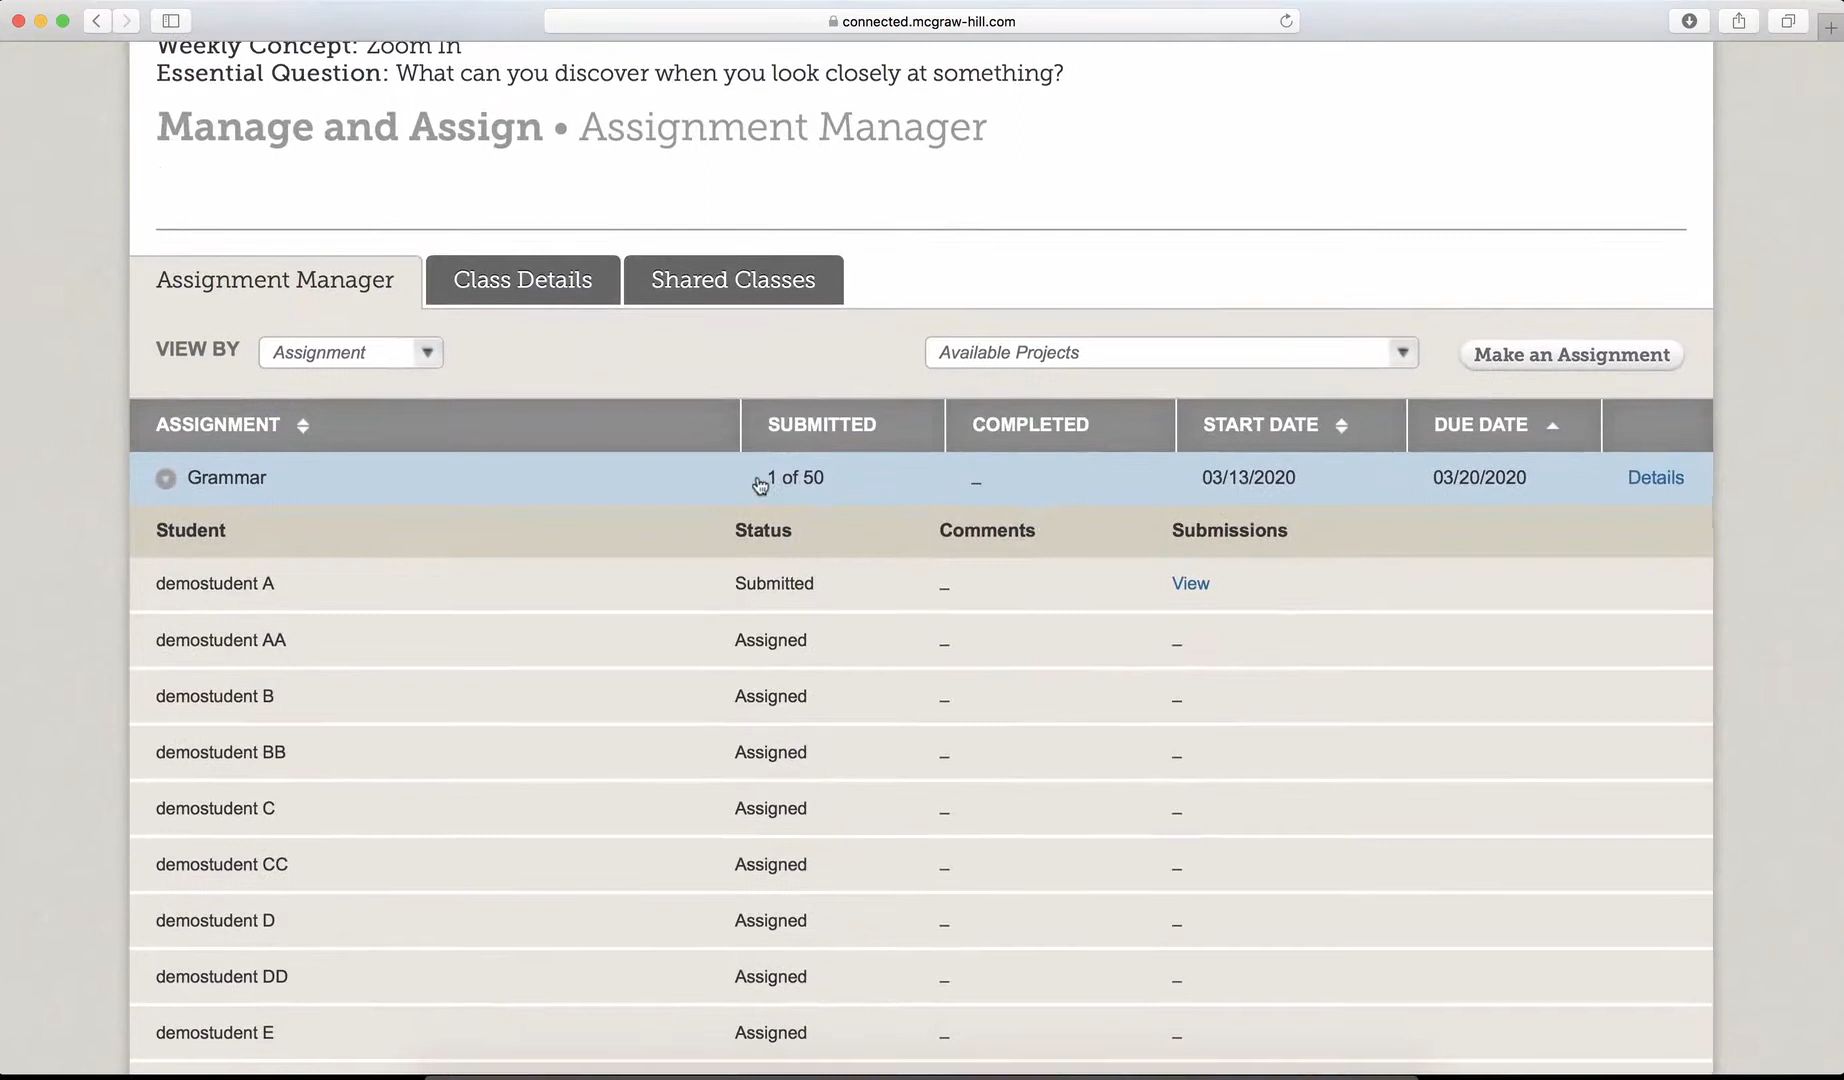 connected.mcgraw-hill.com
Weekly Concept: Zoom In
Essential Question: What can you discover when you look closely at something?
Manage and Assign • Assignment Manager
Assignment Manager Class Details Shared Classes
VIEW BY Assignment Available Projects Make an Assignment
ASSIGNMENT SUBMITTED COMPLETED START DATE DUE DATE
Grammar 1 of 50 _ 03/13/2020 03/20/2020 Details
Student Status Comments Submissions
demostudent A Submitted _ View
demostudent AA Assigned _ _
demostudent B Assigned _ _
demostudent BB Assigned _ _
demostudent C Assigned _ _
demostudent CC Assigned _ _
demostudent D Assigned _ _
demostudent DD Assigned _ _
demostudent E Assigned _ _